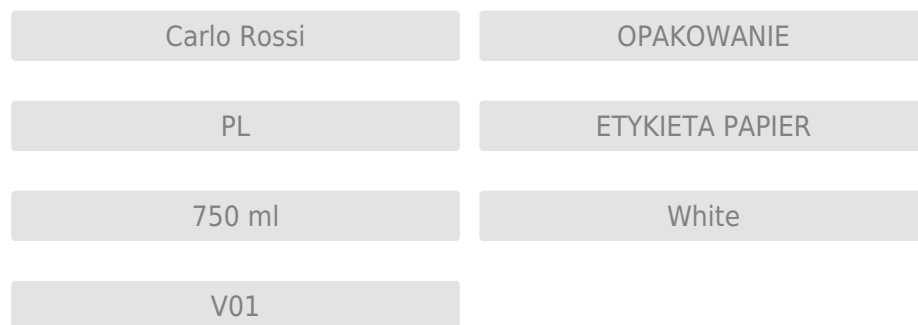 Carlo Rossi
OPAKOWANIE
PL
ETYKIETA PAPIER
750 ml
White
V01